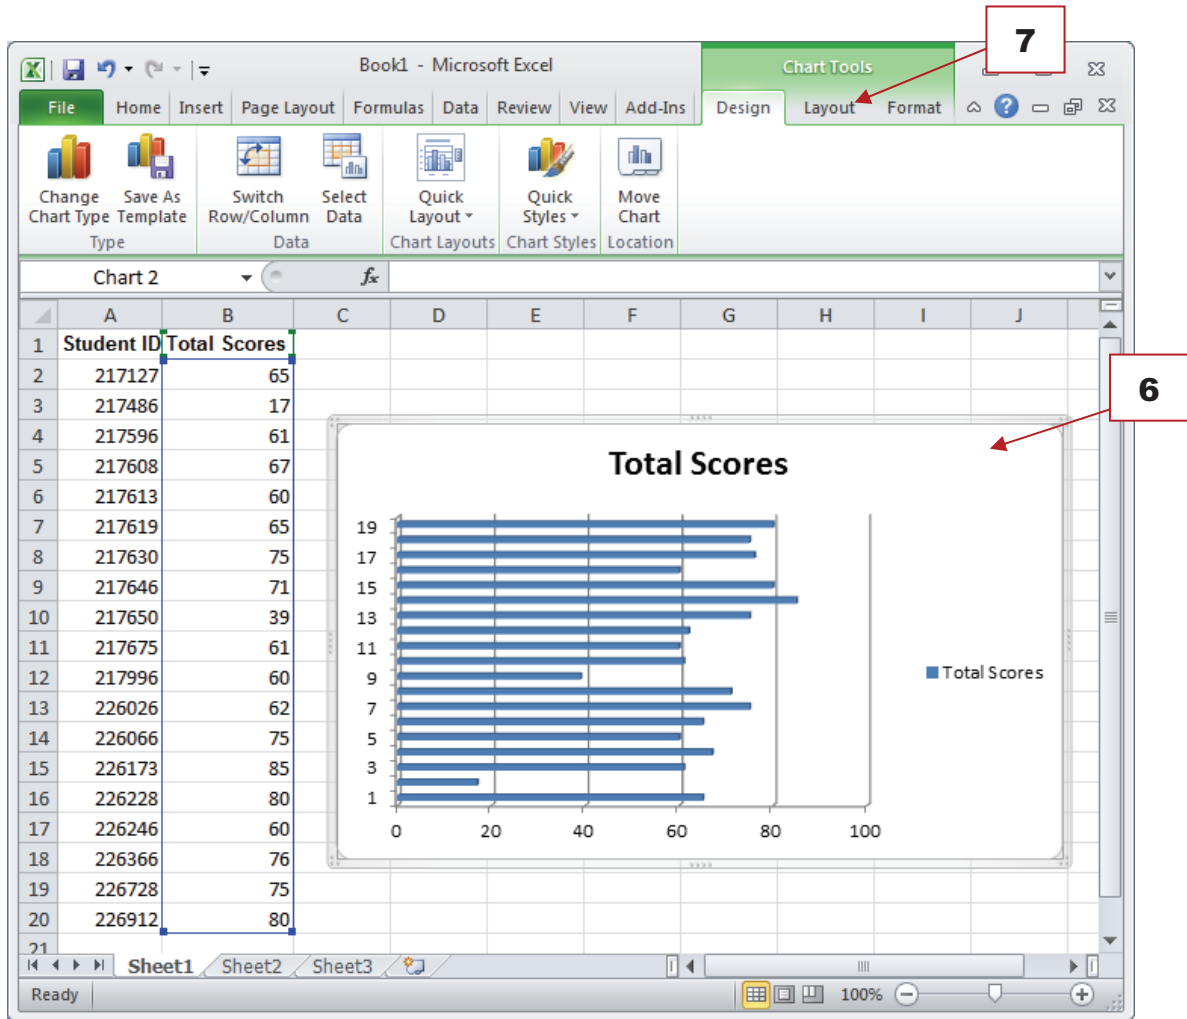 7
Book1 - Microsoft Excel Chart Tools
File Home Insert Page Layout Formulas Data Review View Add-Ins Design Layout Format
Change Chart Type Save As Template Switch Row/Column Select Data Quick Layout Quick Styles Move Chart
Type Data Chart Layouts Chart Styles Location
Chart 2 fx
A B C D E F G H I J
1 Student ID Total Scores
2 217127 65
3 217486 17
4 217596 61
5 217608 67
6 217613 60
7 217619 65
8 217630 75
9 217646 71
10 217650 39
11 217675 61
12 217996 60
13 226026 62
14 226066 75
15 226173 85
16 226228 80
17 226246 60
18 226366 76
19 226728 75
20 226912 80
21
6
Total Scores
19
17
15
13
11
9
7
5
3
1
0 20 40 60 80 100
Total Scores
Sheet1 Sheet2 Sheet3
Ready 100%